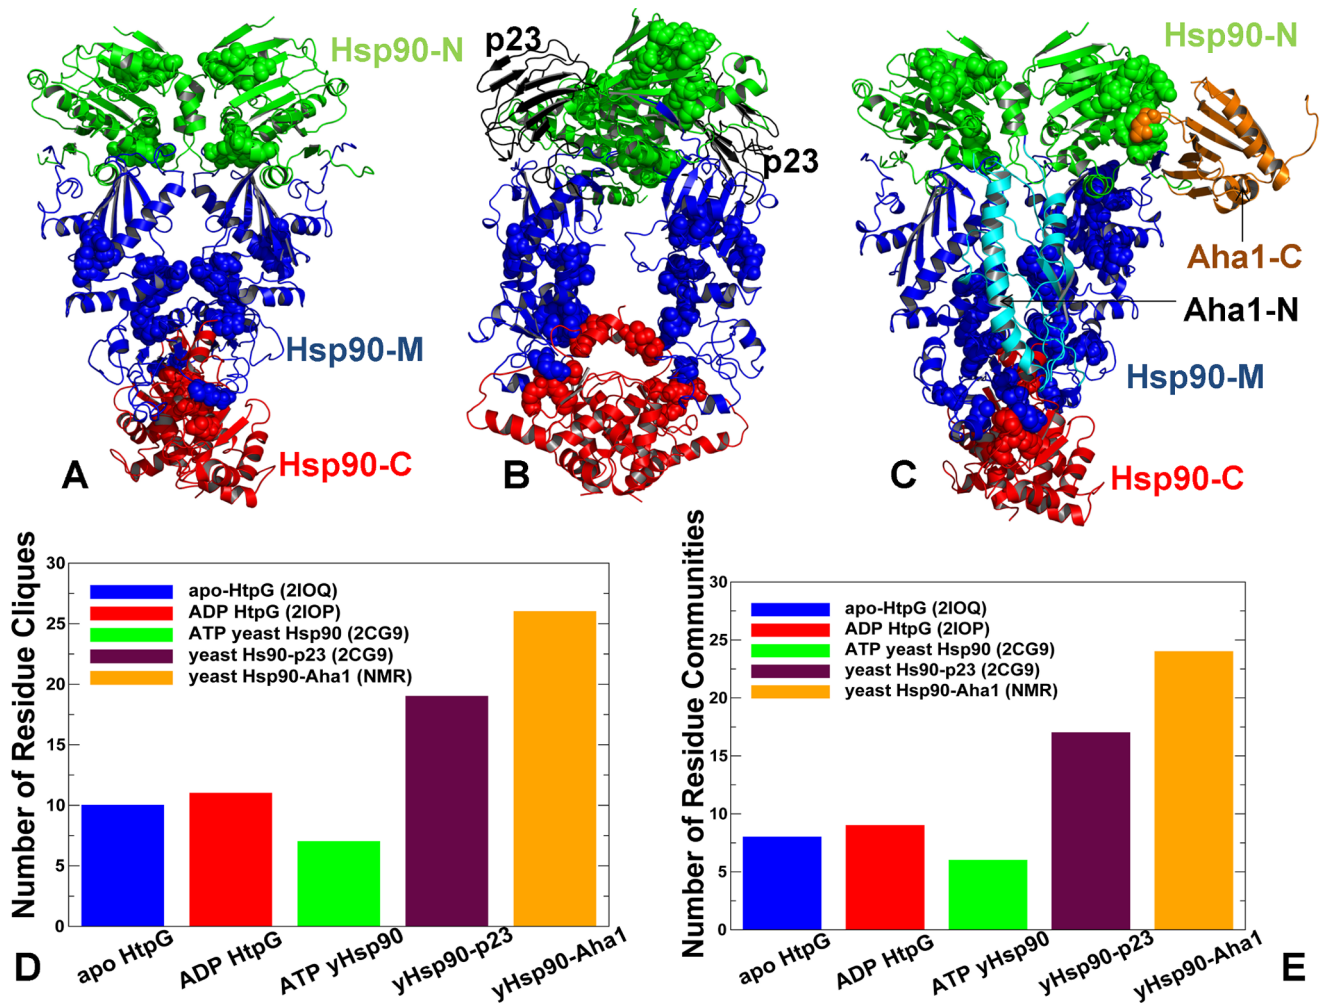 Hsp90-N
Hsp90-M
Hsp90-C
A
p23
p23
B
Hsp90-N
Aha1-C
Aha1-N
Hsp90-M
Hsp90-C
C
Number of Residue Cliques
30
25
20
15
10
5
0
apo-HtpG (2IOQ)
ADP HtpG (2IOP)
ATP yeast Hsp90 (2CG9)
yeast Hs90-p23 (2CG9)
yeast Hsp90-Aha1 (NMR)
apo HtpG
ADP HtpG
ATP yHsp90
yHsp90-p23
yHsp90-Aha1
D
Number of Residue Communities
30
25
20
15
10
5
0
apo-HtpG (2IOQ)
ADP HtpG (2IOP)
ATP yeast Hsp90 (2CG9)
yeast Hs90-p23 (2CG9)
yeast Hsp90-Aha1 (NMR)
apo HtpG
ADP HtpG
ATP yHsp90
yHsp90-p23
yHsp90-Aha1
E